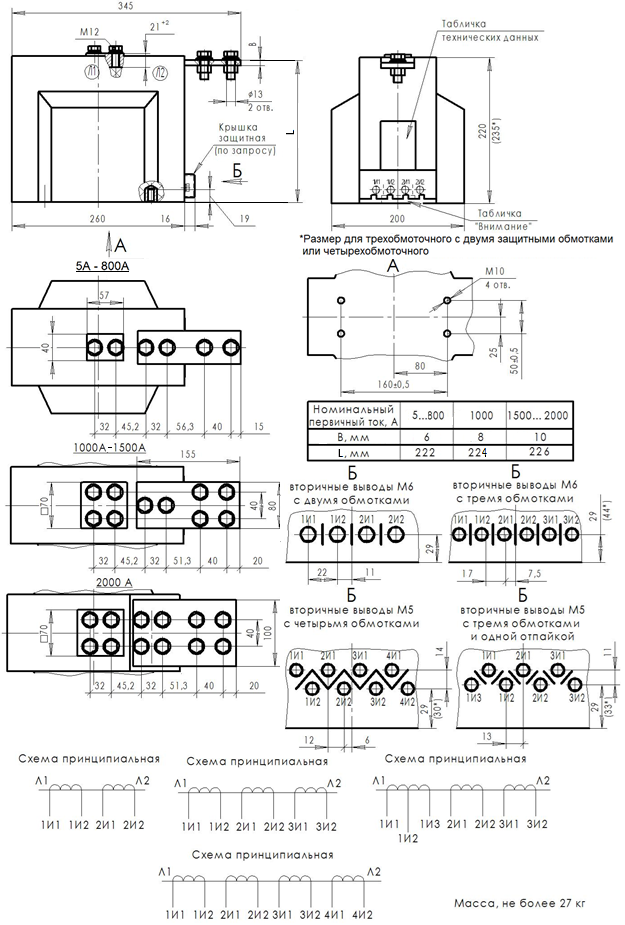 345
M12
21⁺²
В
Л1
Л2
ϕ13
2 отв.
L
Крышка
защитная
(по запросу)
Б
260
16
19
Табличка
технических данных
220
(235*)
1И1 1И2 2И1 2И2
200
Табличка
"Внимание"
*Размер для трехобмоточного с двумя защитными обмотками
или четырехобмоточного
А
5А - 800А
57
40
32
45,2
32
56,3
40
15
А
М10
4 отв.
80
25
50±0,5
160±0,5
Номинальный первичный ток, А 5...800 1000 1500... 2000
В, мм 6 8 10
L, мм 222 224 226
1000А-1500А
155
□70
40
80
32
45,2
32
51,3
40
20
Б
вторичные выводы М6
с двумя обмотками
1И1 1И2 2И1 2И2
29
22
11
Б
вторичные выводы М6
с тремя обмотками
1И1 1И2 2И1 2И2 3И1 3И2
29
(44*)
17
7,5
2000 А
□70
40
100
32
45,2
32
51,3
40
20
Б
вторичные выводы М5
с четырьмя обмотками
1И1 2И1 3И1 4И1
1И2 2И2 3И2 4И2
14
29
(30*)
12
6
Б
вторичные выводы М5
с тремя обмотками
и одной отпайкой
1И1 2И1 3И1
1И3 1И2 2И2 3И2
11
29
(33*)
13
Схема принципиальная
Л1 Л2
1И1 1И2 2И1 2И2
Схема принципиальная
Л1 Л2
1И1 1И2 2И1 2И2 3И1 3И2
Схема принципиальная
Л1 Л2
1И1 1И3 2И1 2И2 3И1 3И2
1И2
Схема принципиальная
Л1 Л2
1И1 1И2 2И1 2И2 3И1 3И2 4И1 4И2
Масса, не более 27 кг